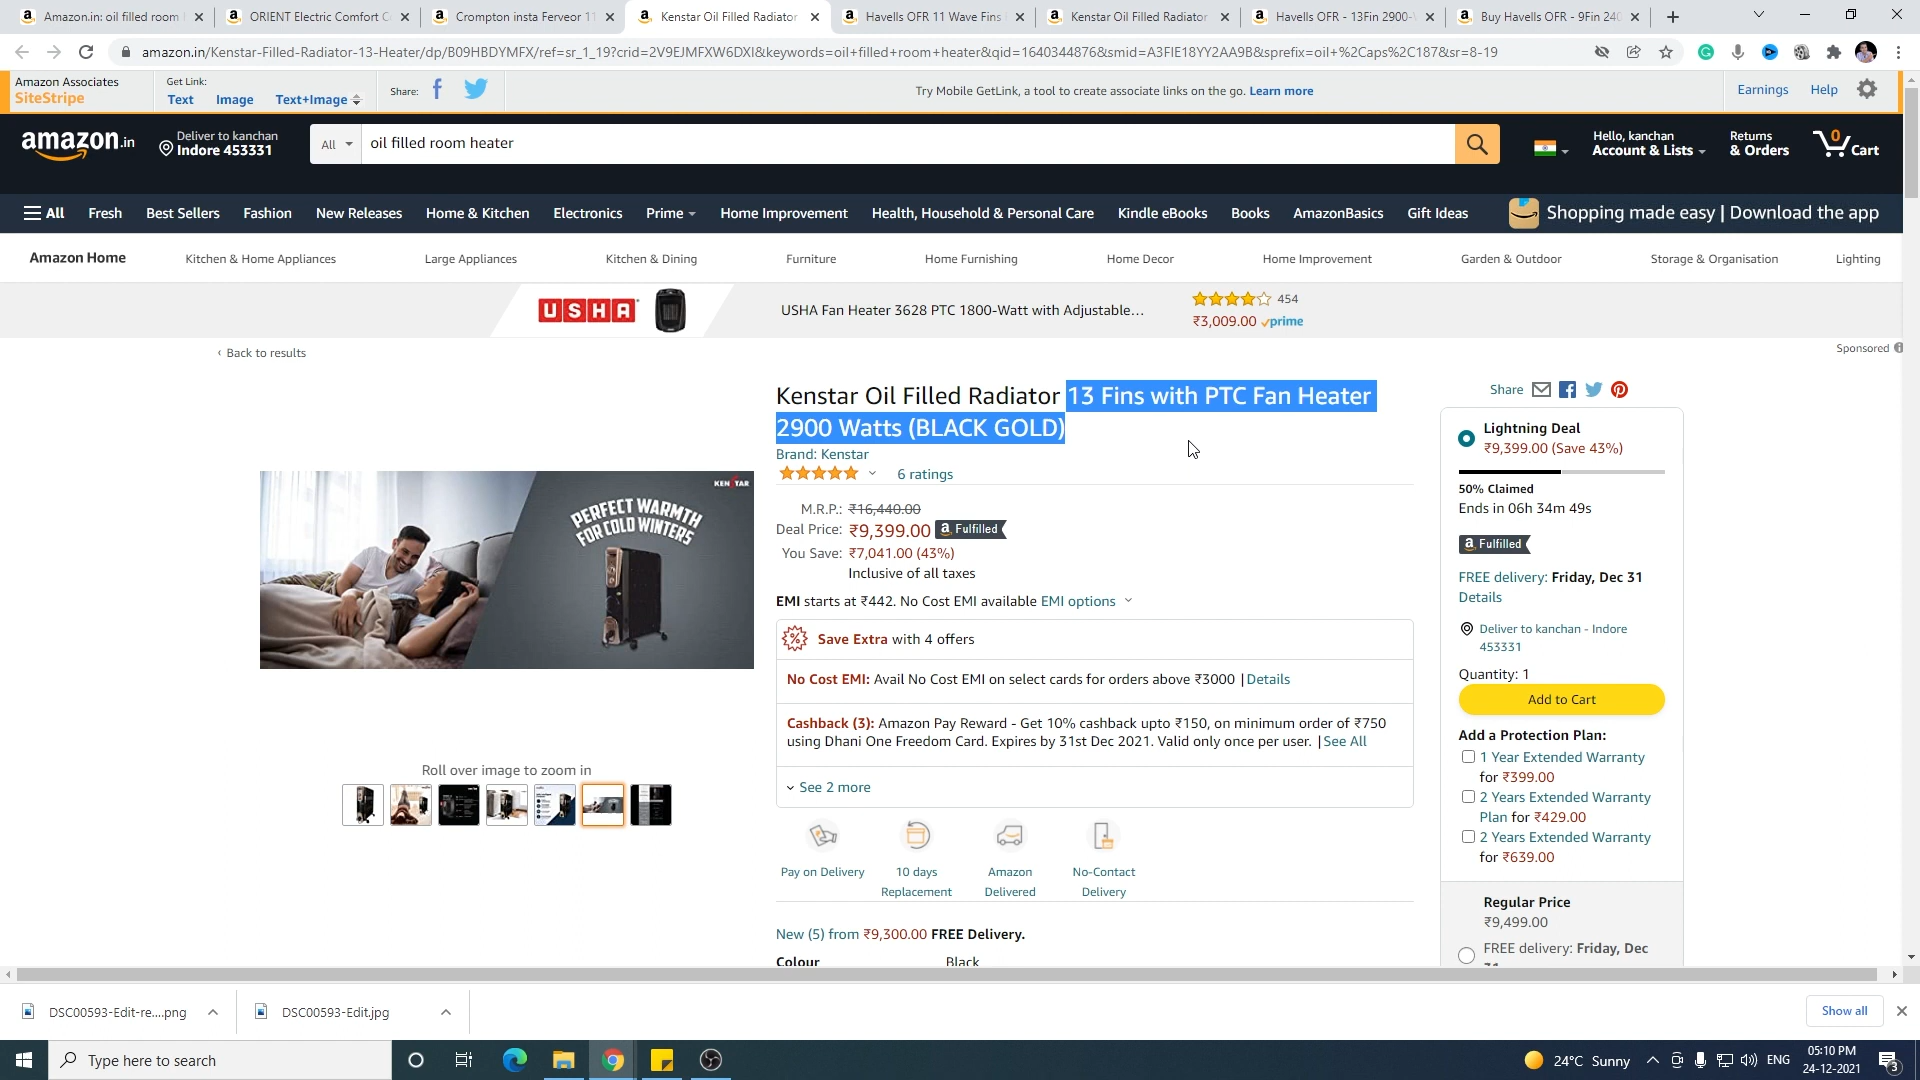 Amazon.in: oil filled room
ORIENT Electric Comfort C
Crompton insta Ferveor 11
Kenstar Oil Filled Radiator
Havells OFR 11 Wave Fins
Kenstar Oil Filled Radiator
Havells OFR - 13Fin 2900-
Buy Havells OFR - 9Fin 240
amazon.in/Kenstar-Filled-Radiator-13-Heater/dp/B09HBDYMFX/ref=sr_1_19?crid=2V9EJMFXW6DXI&keywords=oil+filled+room+heater&qid=1640344876&smid=A3FIE18YY2AA9B&sprefix=oil+%2Caps%2C187&sr=8-19
Amazon Associates
SiteStripe
Get Link:
Text Image Text+Image
Share:
Try Mobile GetLink, a tool to create associate links on the go. Learn more
Earnings Help
amazon.in
Deliver to kanchan
Indore 453331
All
oil filled room heater
Hello, kanchan
Account & Lists
Returns
& Orders
0
Cart
All Fresh Best Sellers Fashion New Releases Home & Kitchen Electronics Prime Home Improvement Health, Household & Personal Care Kindle eBooks Books AmazonBasics Gift Ideas
Shopping made easy | Download the app
Amazon Home Kitchen & Home Appliances Large Appliances Kitchen & Dining Furniture Home Furnishing Home Decor Home Improvement Garden & Outdoor Storage & Organisation Lighting
USHA
USHA Fan Heater 3628 PTC 1800-Watt with Adjustable...
454
₹3,009.00 prime
‹ Back to results
Sponsored
Kenstar Oil Filled Radiator 13 Fins with PTC Fan Heater
2900 Watts (BLACK GOLD)
Brand: Kenstar
6 ratings
M.R.P.: ₹16,440.00
Deal Price: ₹9,399.00 a Fulfilled
You Save: ₹7,041.00 (43%)
Inclusive of all taxes
EMI starts at ₹442. No Cost EMI available EMI options
Save Extra with 4 offers
No Cost EMI: Avail No Cost EMI on select cards for orders above ₹3000 |Details
Cashback (3): Amazon Pay Reward - Get 10% cashback upto ₹150, on minimum order of ₹750
using Dhani One Freedom Card. Expires by 31st Dec 2021. Valid only once per user. |See All
See 2 more
Pay on Delivery
10 days
Replacement
Amazon
Delivered
No-Contact
Delivery
New (5) from ₹9,300.00 FREE Delivery.
Colour Black
KENSTAR
PERFECT WARMTH
FOR COLD WINTERS
Roll over image to zoom in
Share
Lightning Deal
₹9,399.00 (Save 43%)
50% Claimed
Ends in 06h 34m 49s
a Fulfilled
FREE delivery: Friday, Dec 31
Details
Deliver to kanchan - Indore
453331
Quantity: 1
Add to Cart
Add a Protection Plan:
1 Year Extended Warranty
for ₹399.00
2 Years Extended Warranty
Plan for ₹429.00
2 Years Extended Warranty
for ₹639.00
Regular Price
₹9,499.00
FREE delivery: Friday, Dec
DSC00593-Edit-re....png
DSC00593-Edit.jpg
Show all
Type here to search
24°C Sunny
ENG
05:10 PM
24-12-2021
3